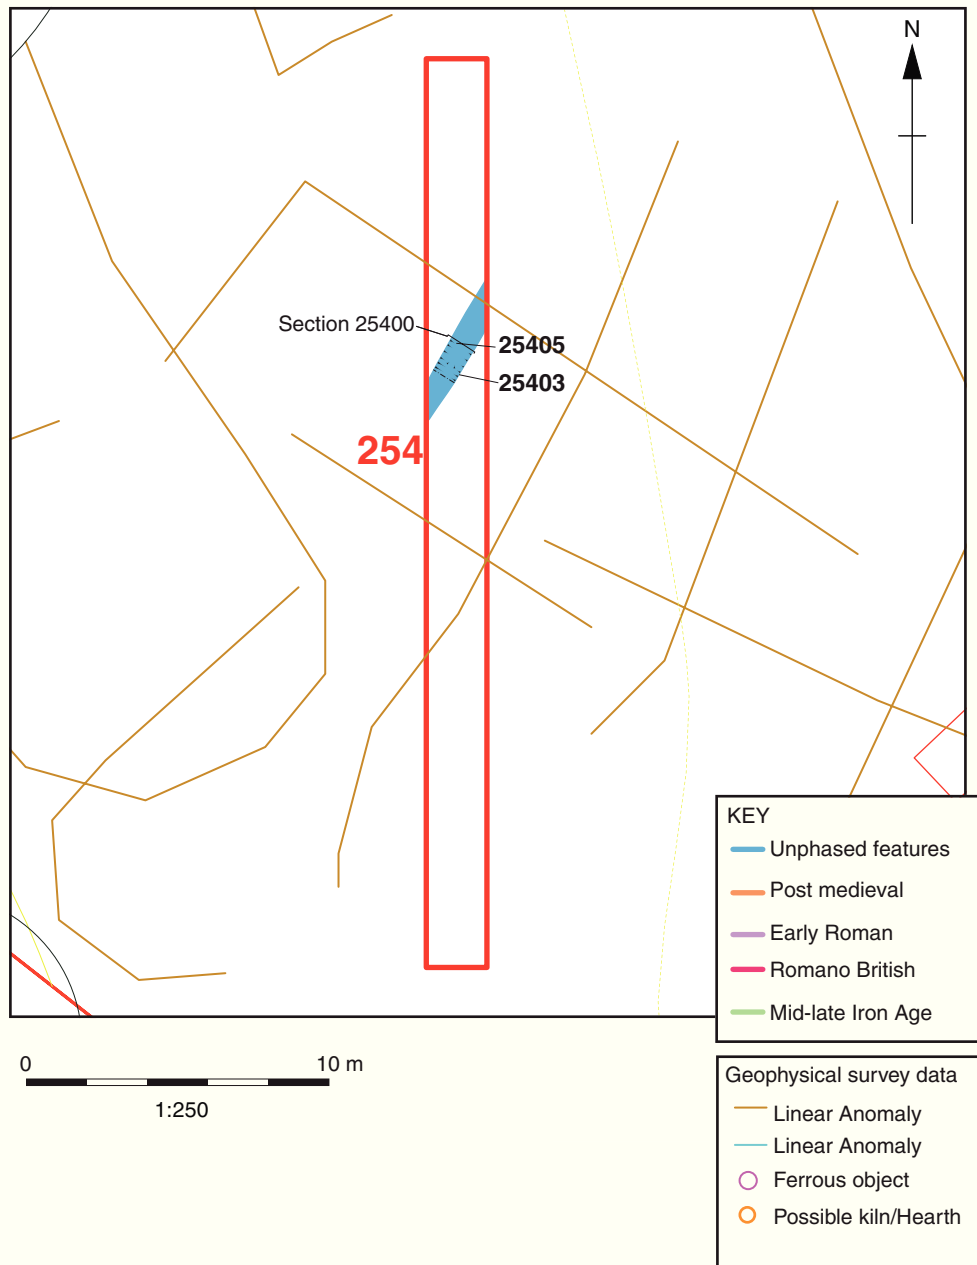 N
Section 25400
25405
25403
254
KEY
Unphased features
Post medieval
Early Roman
Romano British
Mid-late Iron Age
0 10 m
1:250
Geophysical survey data
Linear Anomaly
Linear Anomaly
Ferrous object
Possible kiln/Hearth